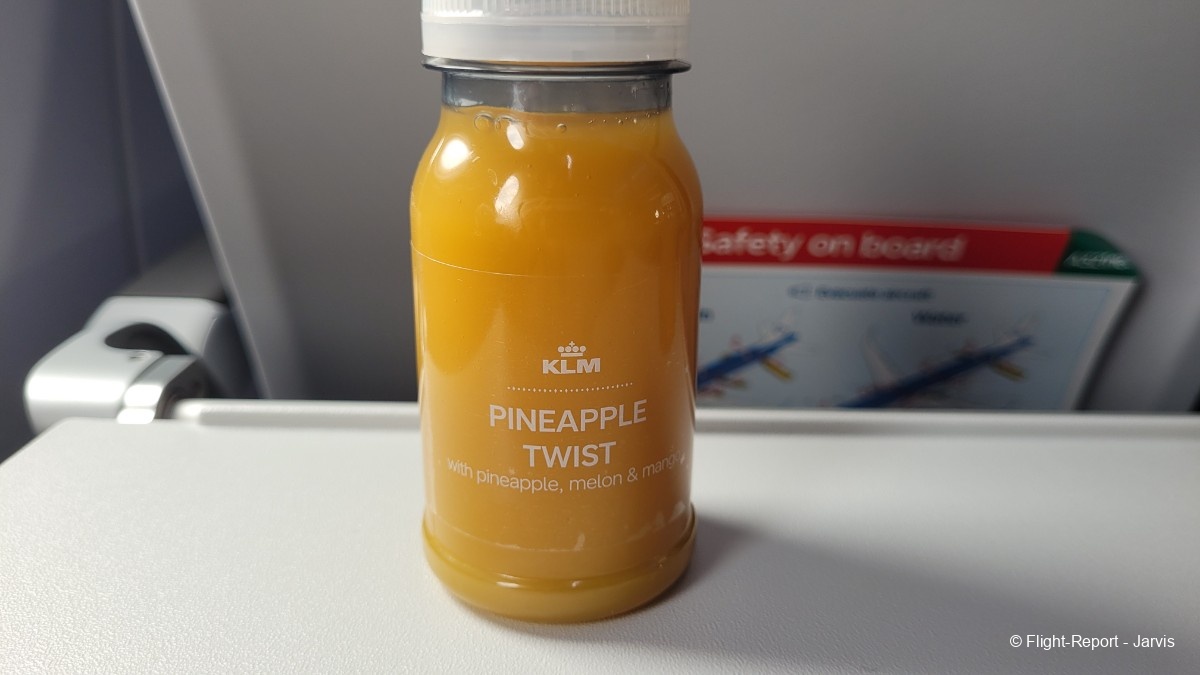 KLM
PINEAPPLE
TWIST
with pineapple, melon & mango
Safety on board
© Flight-Report - Jarvis